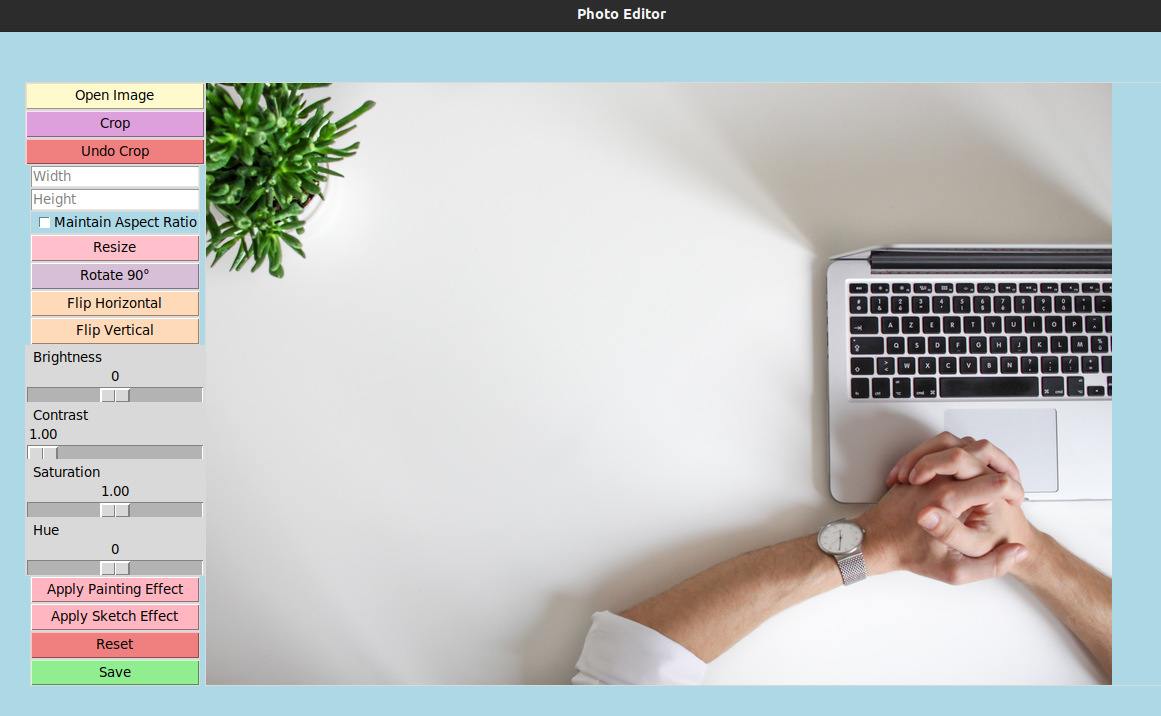 Photo Editor
Open Image
Crop
Undo Crop
Width
Height
Maintain Aspect Ratio
Resize
Rotate 90°
Flip Horizontal
Flip Vertical
Brightness
0
Contrast
1.00
Saturation
1.00
Hue
0
Apply Painting Effect
Apply Sketch Effect
Reset
Save
A Z E R T Y U I O P
Q S D F G H J K L M
W X C V B N